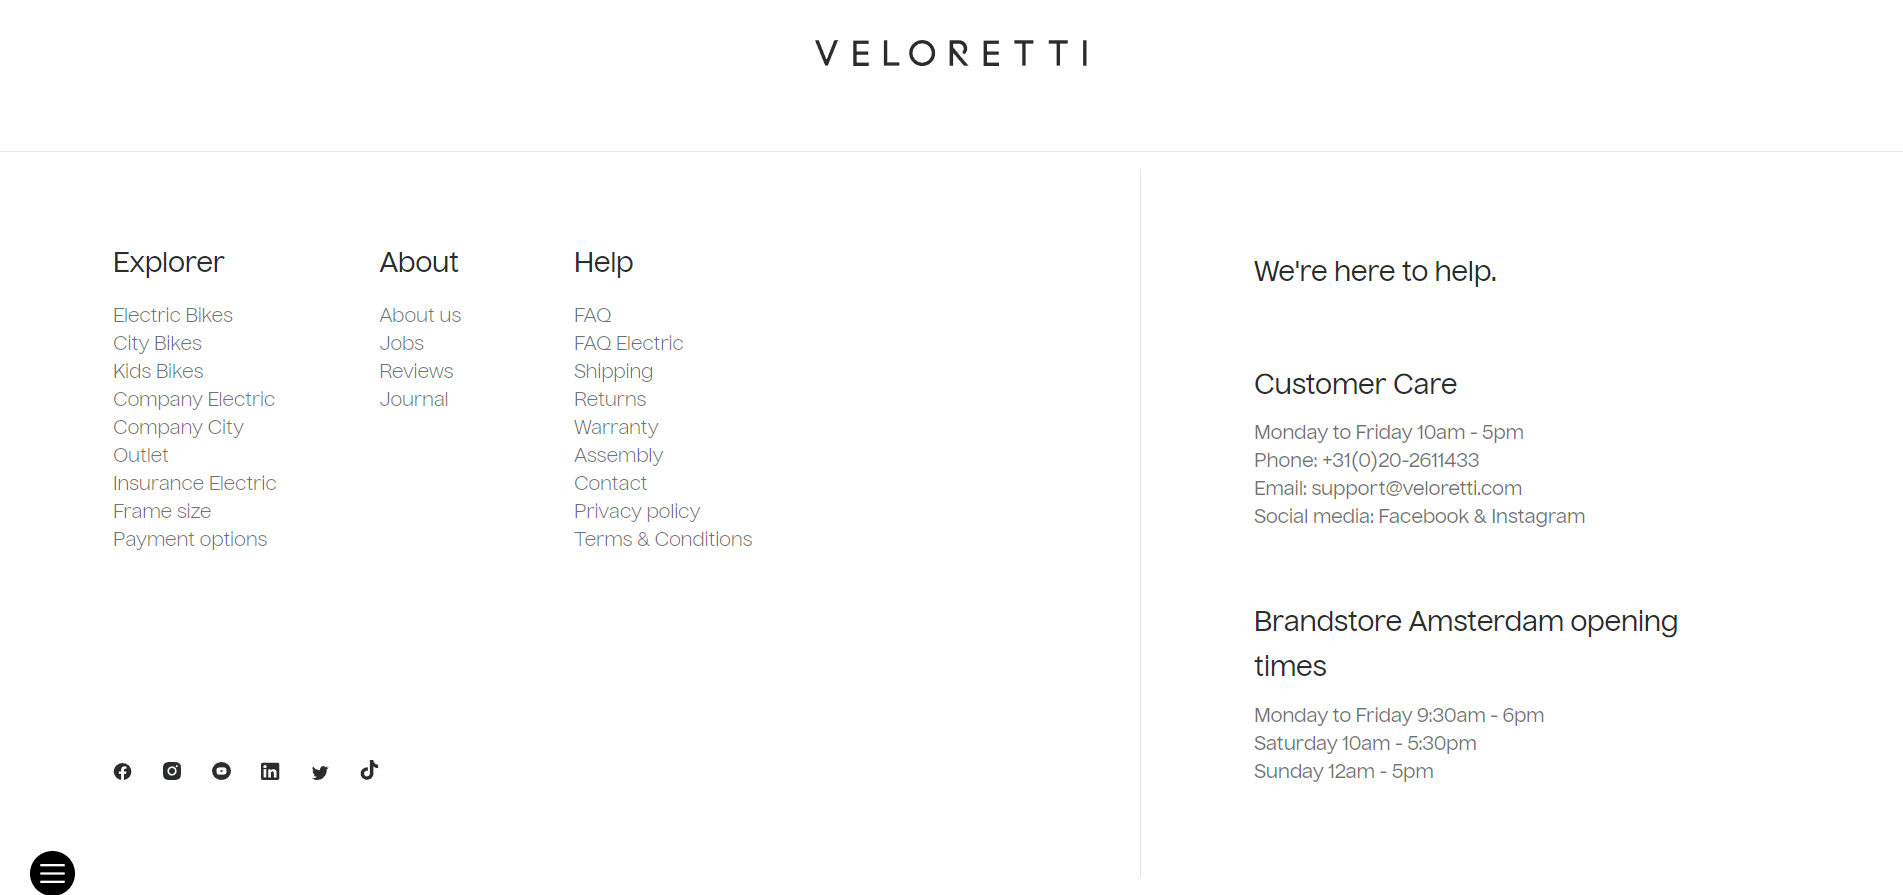 VELORETTI
Explorer
Electric Bikes
City Bikes
Kids Bikes
Company Electric
Company City
Outlet
Insurance Electric
Frame size
Payment options
About
About us
Jobs
Reviews
Journal
Help
FAQ
FAQ Electric
Shipping
Returns
Warranty
Assembly
Contact
Privacy policy
Terms & Conditions
We're here to help.
Customer Care
Monday to Friday 10am - 5pm
Phone: +31(0)20-2611433
Email: support@veloretti.com
Social media: Facebook & Instagram
Brandstore Amsterdam opening
times
Monday to Friday 9:30am - 6pm
Saturday 10am - 5:30pm
Sunday 12am - 5pm